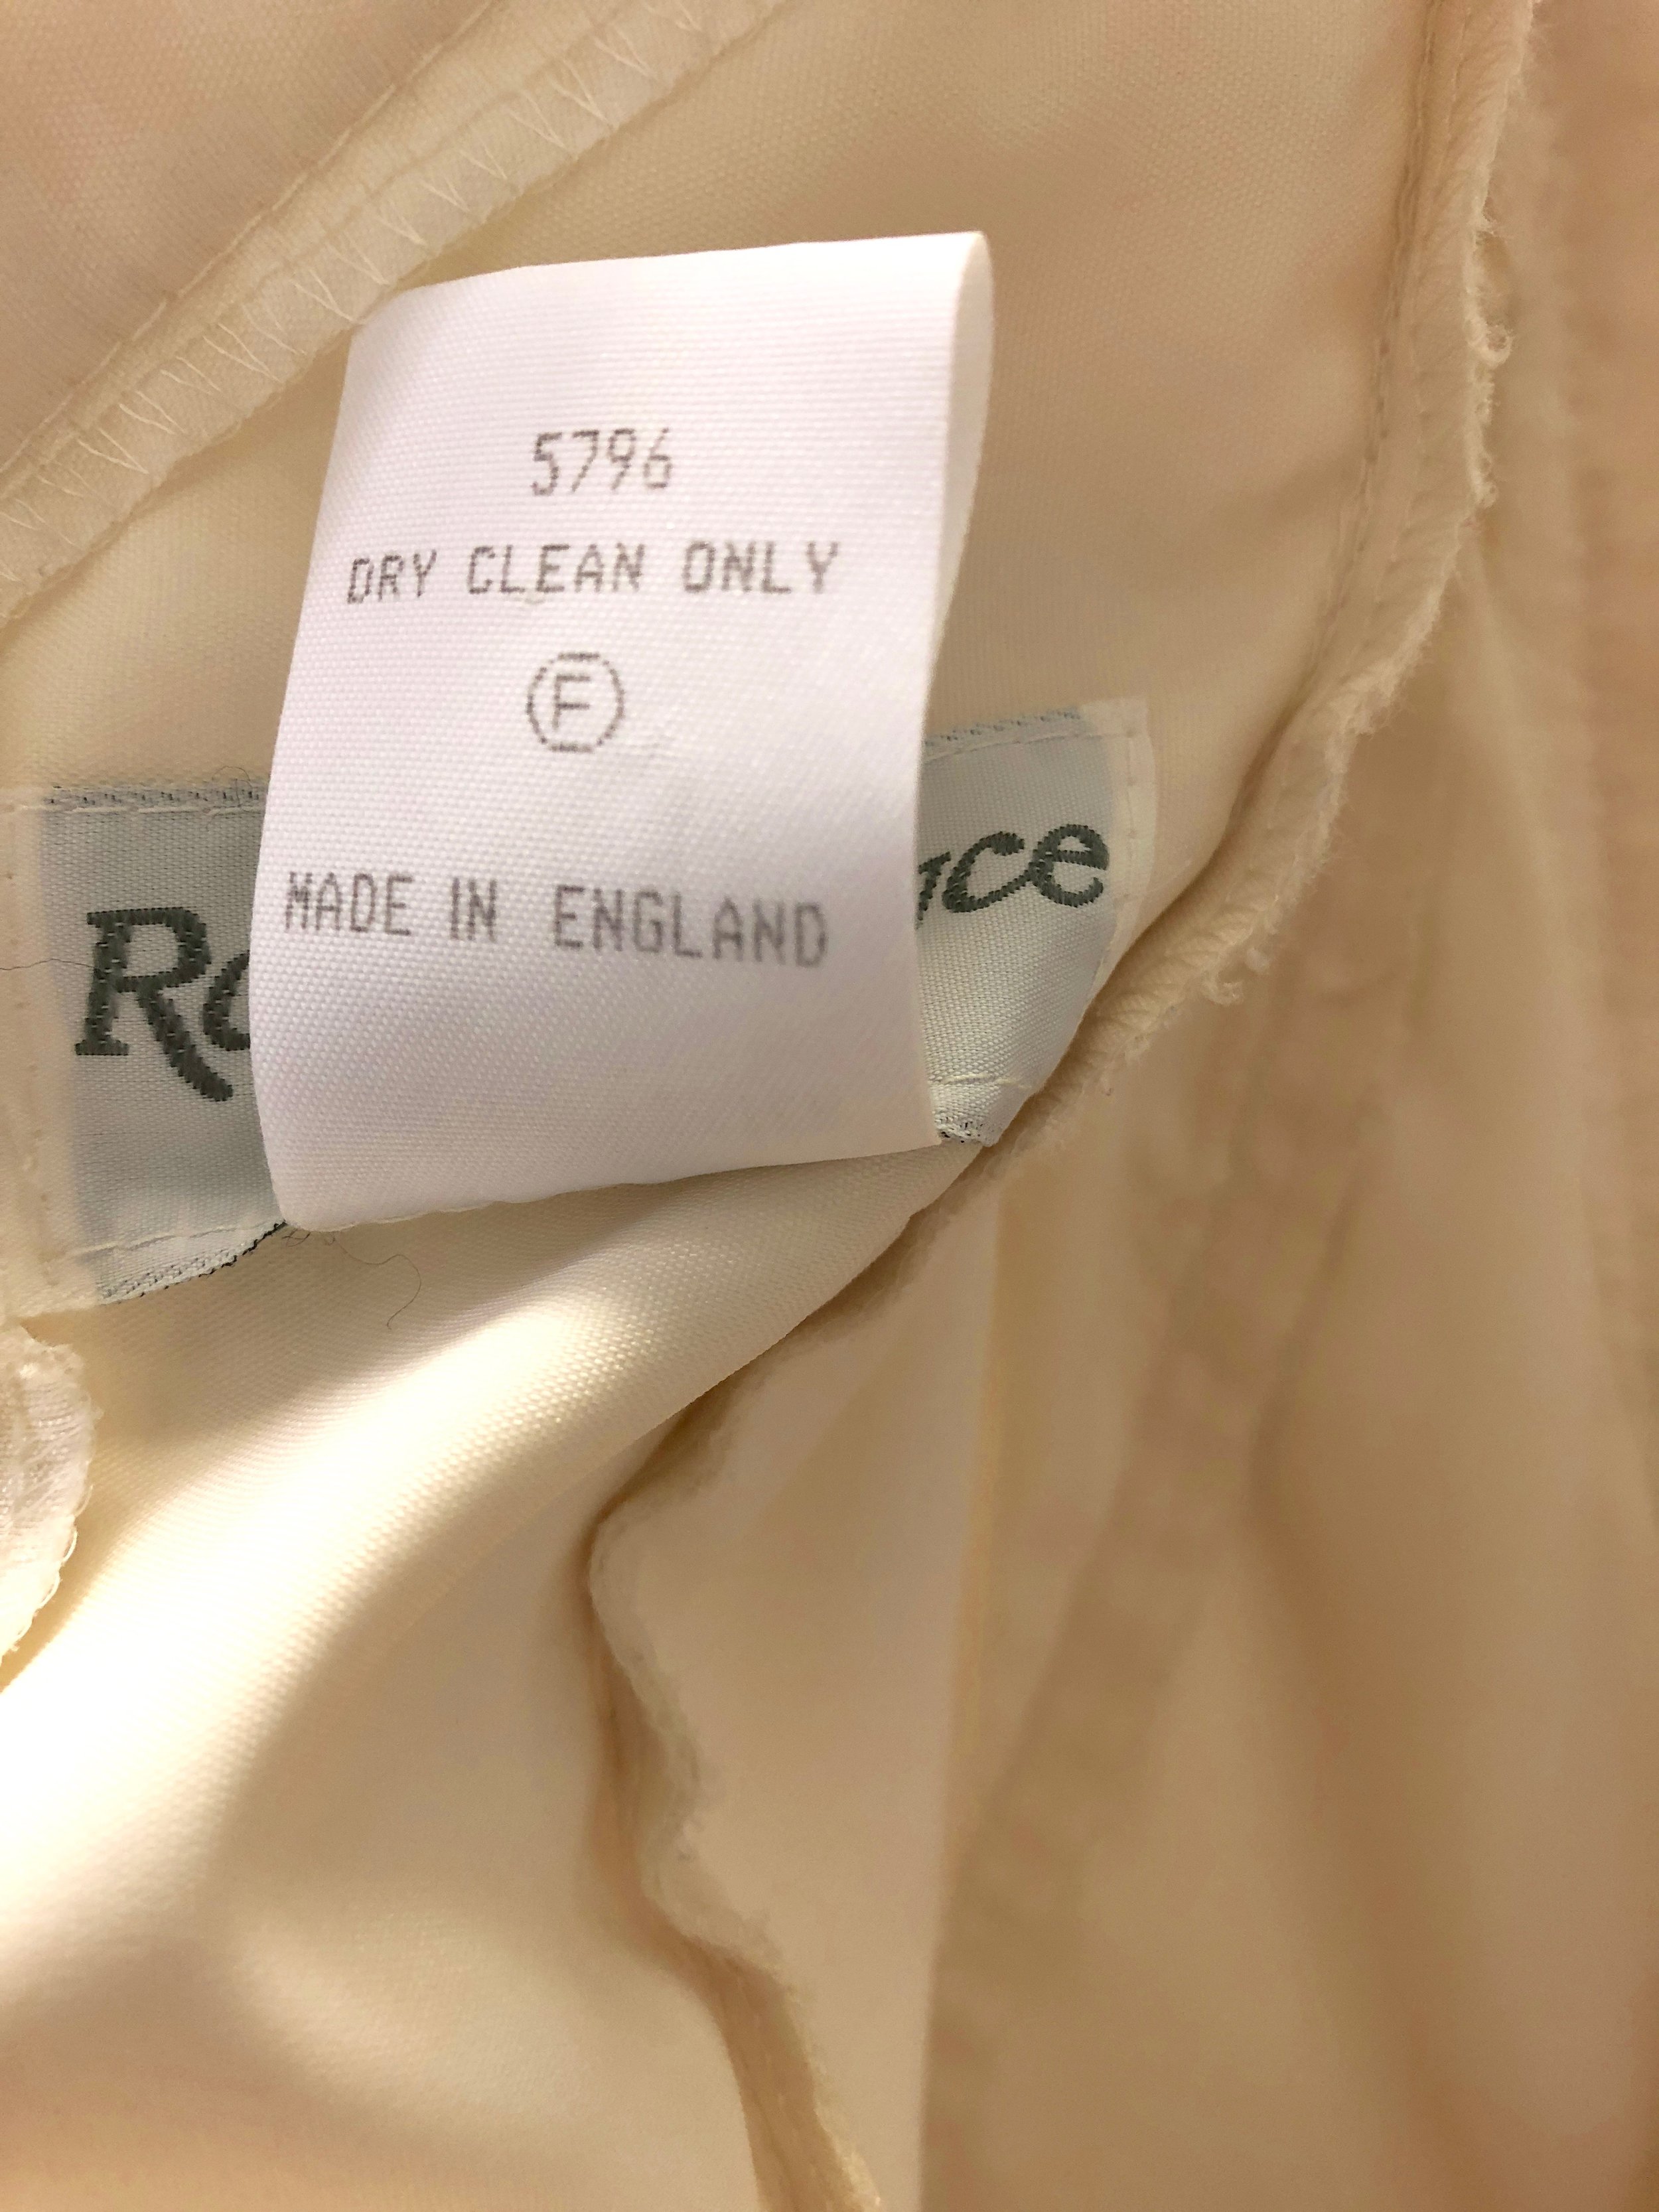 5796
DRY CLEAN ONLY
F
MADE IN ENGLAND